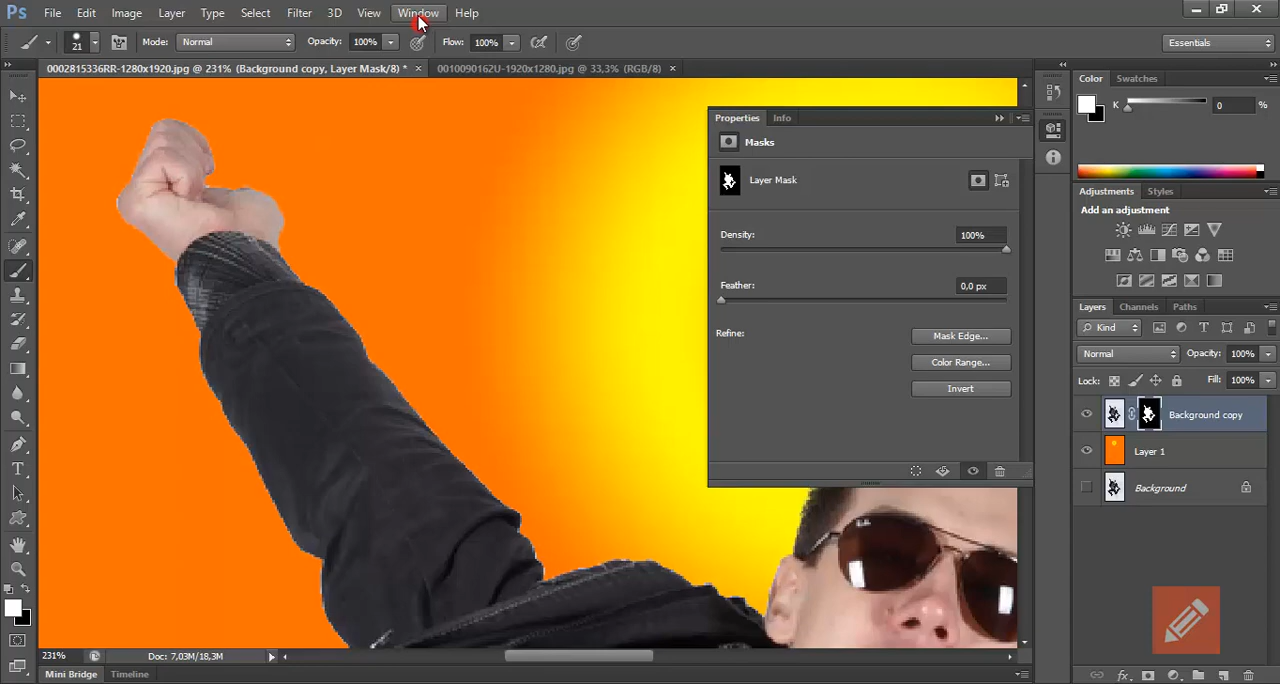 Ps File Edit Image Layer Type Select Filter 3D View Window Help
21 Mode: Normal Opacity: 100% Flow: 100% Essentials
0002815336RR-1280x1920.jpg @ 231% (Background copy, Layer Mask/8) * × 0010090162U-1920x1280.jpg @ 33,3% (RGB/8) ×
Color Swatches
K 0 %
Properties Info
Masks
Layer Mask
Density: 100%
Feather: 0,0 px
Refine: Mask Edge...
Color Range...
Invert
Adjustments Styles
Add an adjustment
Layers Channels Paths
Kind
Normal Opacity: 100%
Lock: Fill: 100%
Background copy
Layer 1
Background
Ray-Ban
231% Doc: 7,03M/18,3M
Mini Bridge Timeline